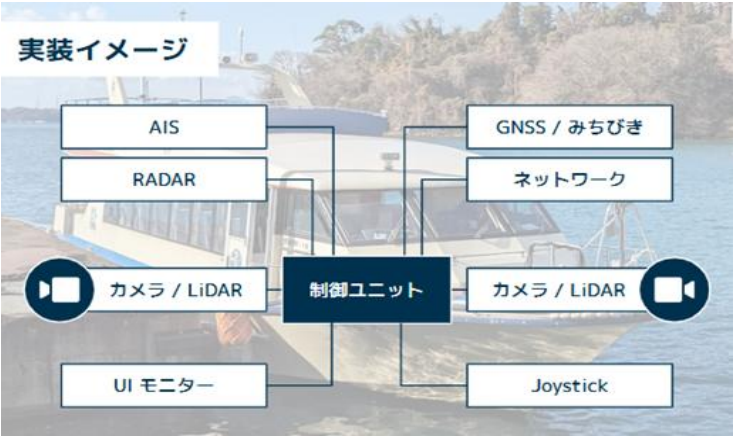 実装イメージ
AIS
GNSS / みちびき
RADAR
ネットワーク
カメラ / LiDAR
制御ユニット
カメラ / LiDAR
UI モニター
Joystick